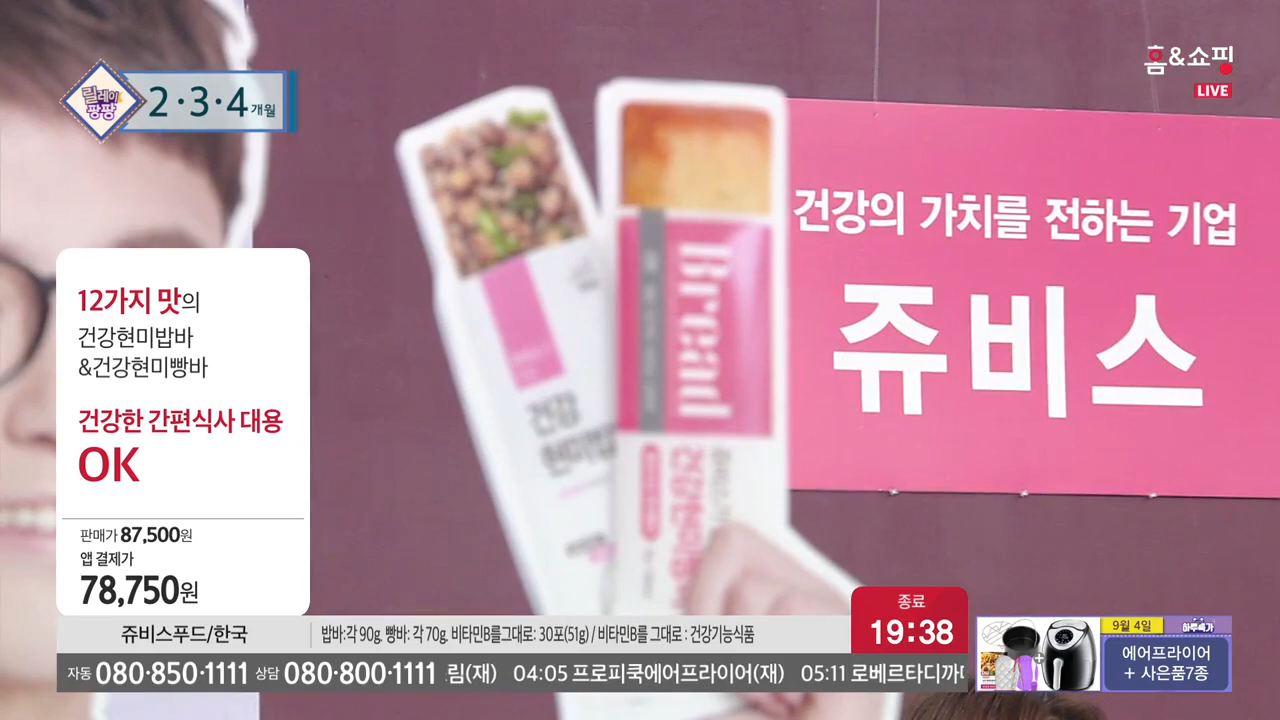 릴레이
팡팡
2·3·4개월
홈&쇼핑
LIVE
건강의 가치를 전하는 기업
쥬비스
Bread
건강
12가지 맛의
건강현미밥바
&건강현미빵바
건강한 간편식사 대용
OK
판매가 87,500원
앱 결제가
78,750원
종료
19:38
쥬비스푸드/한국
밥바:각 90g, 빵바: 각 70g, 비타민B를그대로: 30포(51g) / 비타민B를 그대로 : 건강기능식품
자동 080·850·1111 상담 080·800·1111
림(재) 04:05 프로피쿡에어프라이어(재) 05:11 로베르타디까
9월 4일
하루특가
에어프라이어
+ 사은품7종